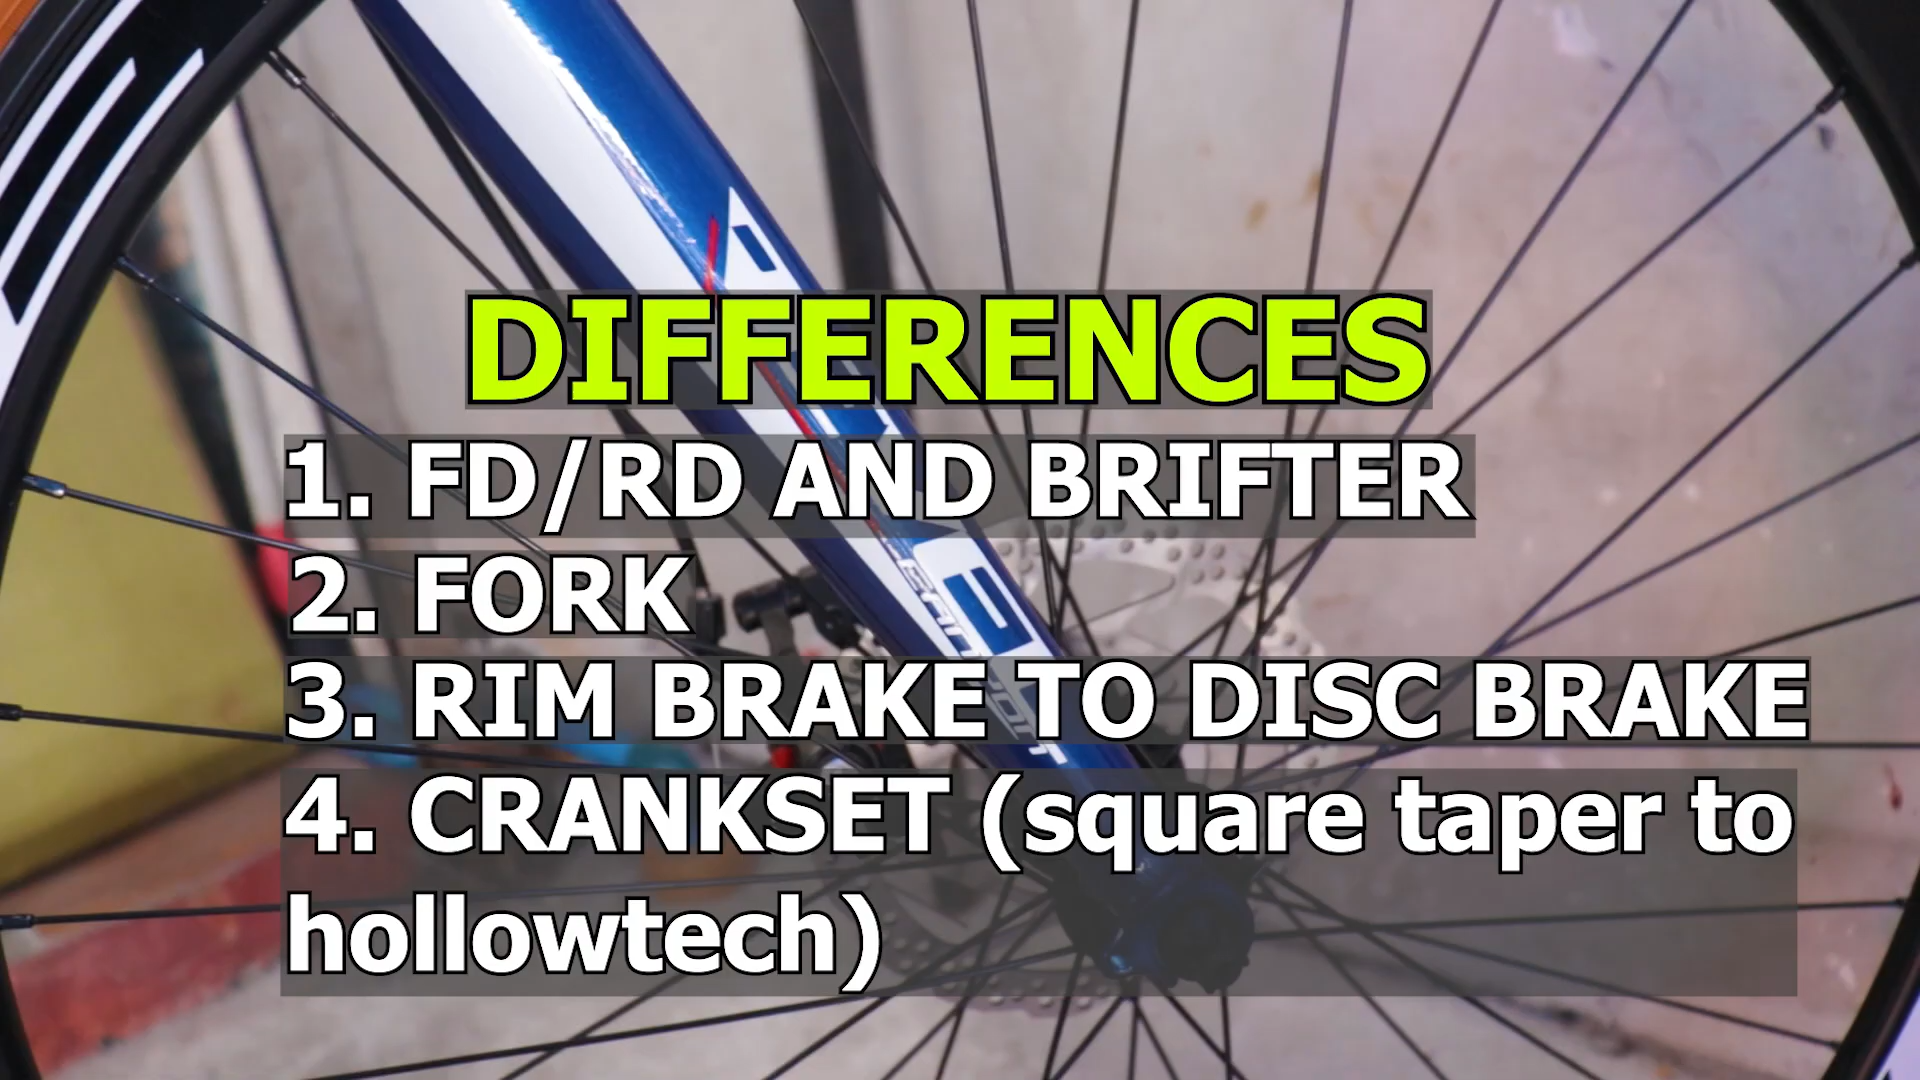 DIFFERENCES
1. FD/RD AND BRIFTER
2. FORK
3. RIM BRAKE TO DISC BRAKE
4. CRANKSET (square taper to
hollowtech)